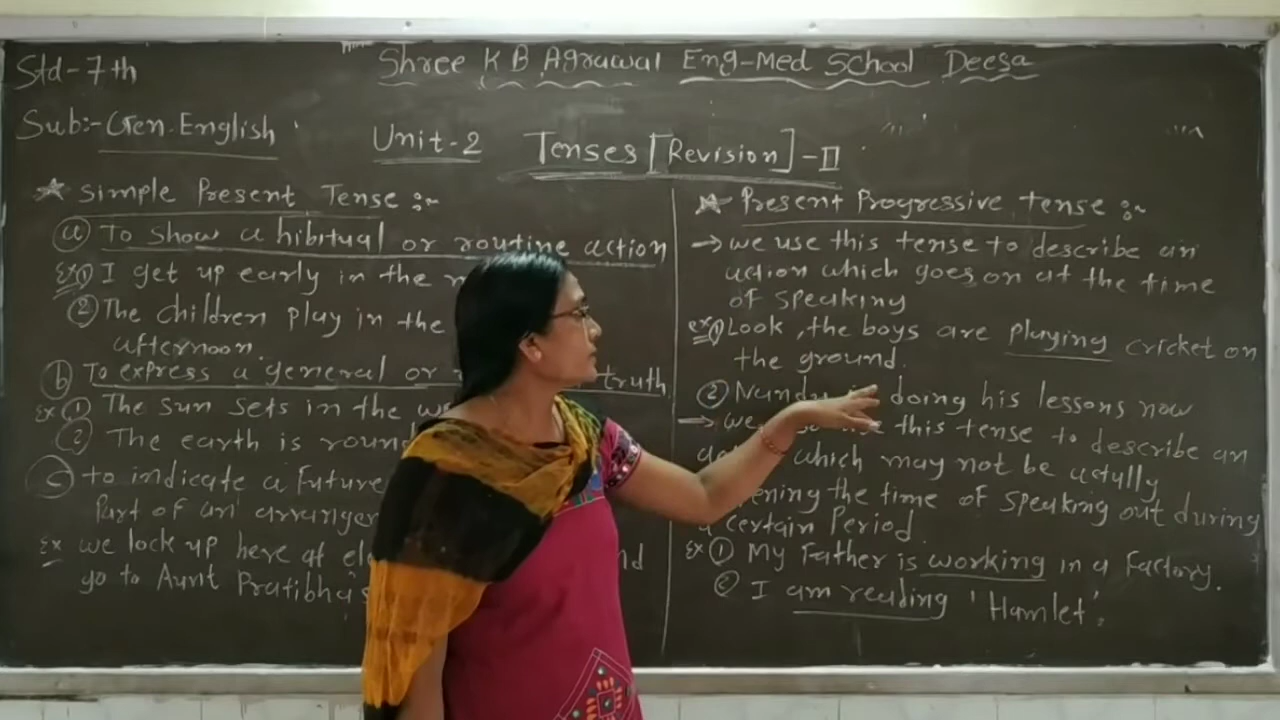 Std-7th
Shree K B Agrawal Eng-Med School Deesa
Sub:- Gen. English
Unit-2 Tenses [Revision]-II
★ Simple Present Tense :~
(a) To show a hibitual or routine action
Ex ① I get up early in the
② The children play in the
afternoon.
(b) To express a general or truth
Ex ① The sun sets in the
② The earth is round
(c) to indicate a future
Part of an
Ex we lock up here at
go to Aunt Pratibha's
★ Present Progressive tense :~
→ we use this tense to describe an
action which goes on at the time
of speaking
ex ① Look, the boys are playing cricket on
the ground.
② doing his lessons now
→ we this tense to describe an
which may not be actully
the time of speaking out during
a certain Period
Ex ① My Father is working in a factory.
② I am reading 'Hamlet'.